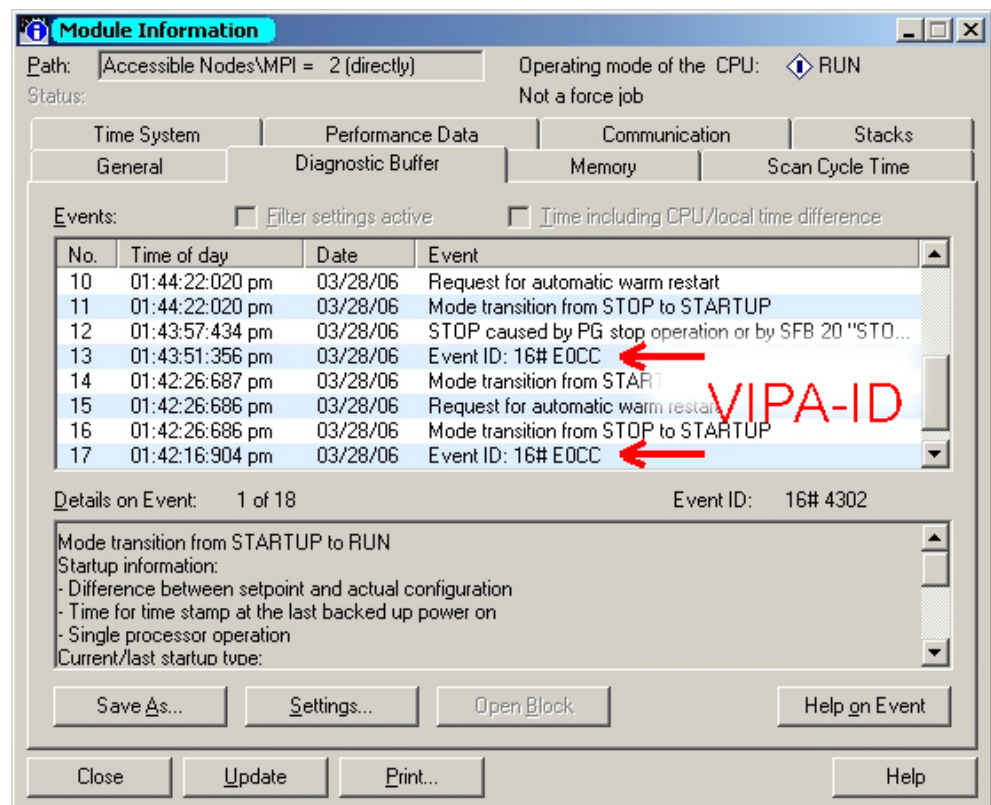 Module Information
Path: Accessible Nodes\MPI = 2 (directly) Operating mode of the CPU: RUN
Status: Not a force job
Time System Performance Data Communication Stacks
General Diagnostic Buffer Memory Scan Cycle Time
Events: Filter settings active Time including CPU/local time difference
No. Time of day Date Event
10 01:44:22:020 pm 03/28/06 Request for automatic warm restart
11 01:44:22:020 pm 03/28/06 Mode transition from STOP to STARTUP
12 01:43:57:434 pm 03/28/06 STOP caused by PG stop operation or by SFB 20 "STO...
13 01:43:51:356 pm 03/28/06 Event ID: 16# E0CC
14 01:42:26:687 pm 03/28/06 Mode transition from START
15 01:42:26:686 pm 03/28/06 Request for automatic warm restart
VIPA-ID
16 01:42:26:686 pm 03/28/06 Mode transition from STOP to STARTUP
17 01:42:16:904 pm 03/28/06 Event ID: 16# E0CC
Details on Event: 1 of 18 Event ID: 16# 4302
Mode transition from STARTUP to RUN
Startup information:
- Difference between setpoint and actual configuration
- Time for time stamp at the last backed up power on
- Single processor operation
Current/last startup type:
Save As... Settings... Open Block Help on Event
Close Update Print... Help